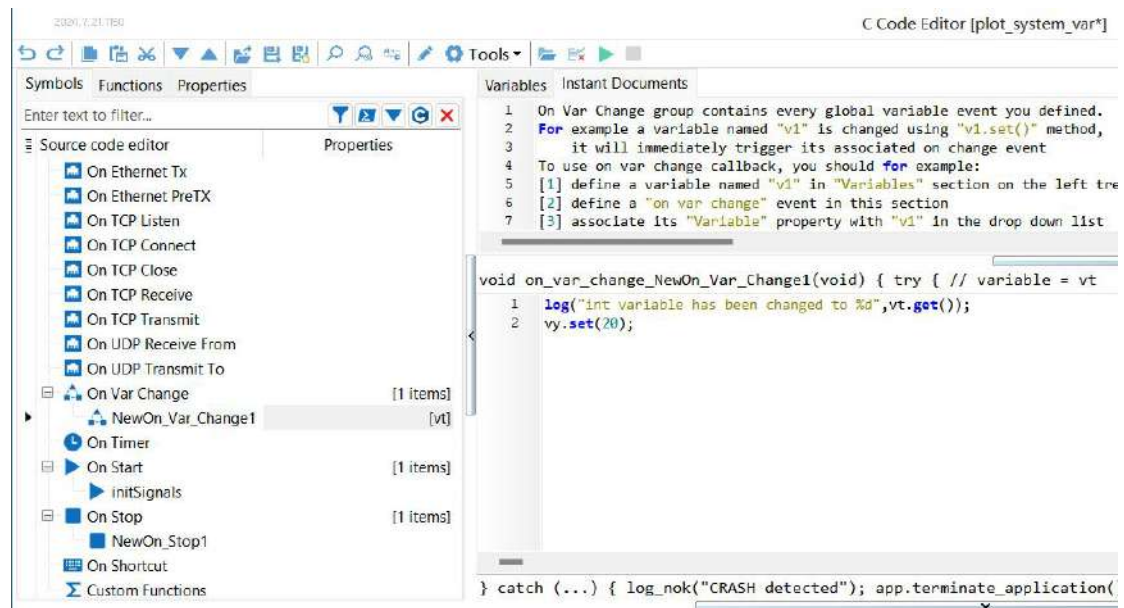 2020.7.21.1150
C Code Editor [plot_system_var*]
Tools
Symbols Functions Properties
Enter text to filter...
Source code editor Properties
On Ethernet Tx
On Ethernet PreTX
On TCP Listen
On TCP Connect
On TCP Close
On TCP Receive
On TCP Transmit
On UDP Receive From
On UDP Transmit To
On Var Change [1 items]
NewOn_Var_Change1 [vt]
On Timer
On Start [1 items]
initSignals
On Stop [1 items]
NewOn_Stop1
On Shortcut
Custom Functions
Variables Instant Documents
1 On Var Change group contains every global variable event you defined.
2 For example a variable named "v1" is changed using "v1.set()" method,
3 it will immediately trigger its associated on change event
4 To use on var change callback, you should for example:
5 [1] define a variable named "v1" in "Variables" section on the left tre
6 [2] define a "on var change" event in this section
7 [3] associate its "Variable" property with "v1" in the drop down list
void on_var_change_NewOn_Var_Change1(void) { try { // variable = vt
1 log("int variable has been changed to %d",vt.get());
2 vy.set(20);
} catch (...) { log_nok("CRASH detected"); app.terminate_application(